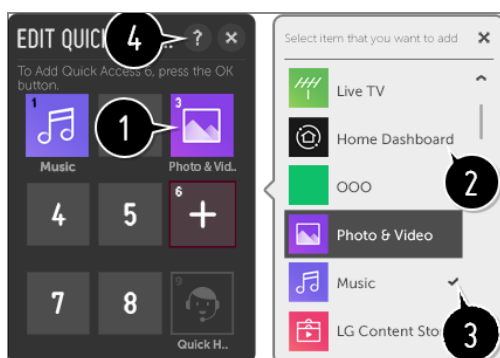 EDIT QUIC
4
..
?
To Add Quick Access 6, press the OK
button.
1
3
1
Music
Photo & Vid..
4
5
6
7
8
9
Quick H..
Select item that you want to add
Live TV
Home Dashboard
2
OOO
Photo & Video
Music
LG Content Sto
3